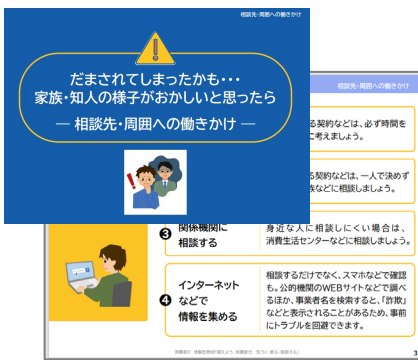 相談先・周囲への働きかけ
だまされてしまったかも・・・
家族・知人の様子がおかしいと思ったら
― 相談先・周囲への働きかけ ―
相談先・周囲への働きかけ
る契約などは、必ず時間を
に考えましょう。
る契約などは、一人で決めず
族などに相談しましょう。
❸
関係機関に
相談する
身近な人に相談しにくい場合は、
消費生活センターなどに相談しましょう。
❹
インターネット
などで
情報を集める
相談するだけでなく、スマホなどで確認
も。公的機関のWEBサイトなどで調べ
るほか、事業者名を検索すると、「詐欺」
などと表示されることがあるため、事前
にトラブルを回避できます。
3